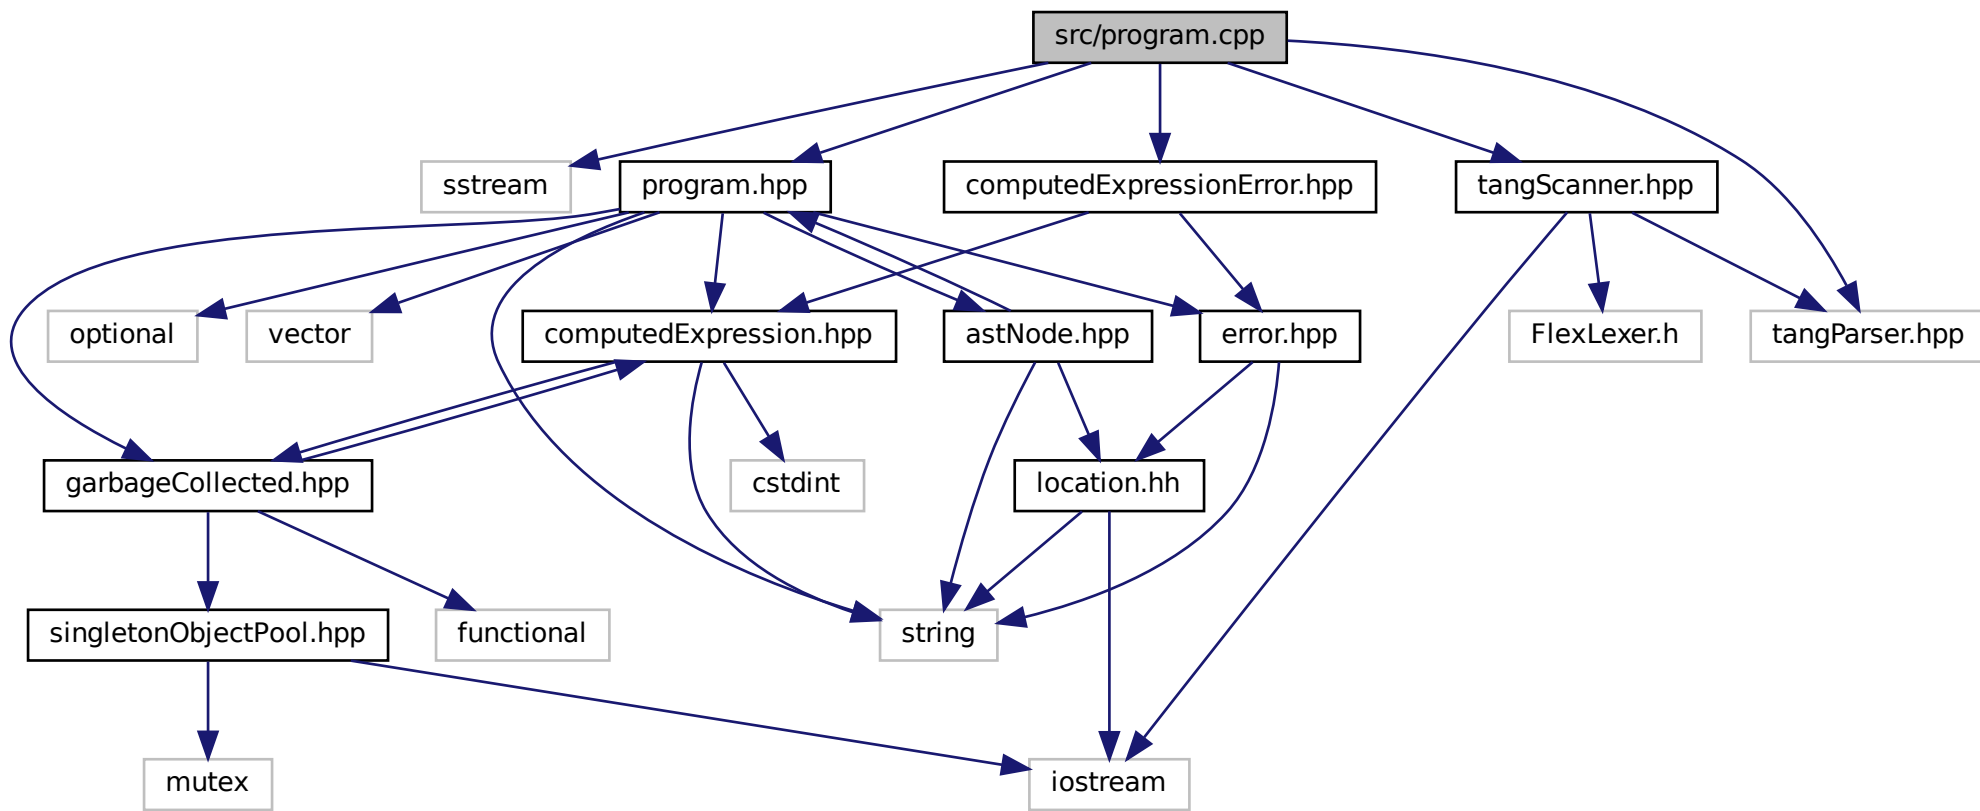 src/program.cpp
sstream
program.hpp
computedExpressionError.hpp
tangScanner.hpp
optional
vector
computedExpression.hpp
astNode.hpp
error.hpp
FlexLexer.h
tangParser.hpp
garbageCollected.hpp
cstdint
location.hh
singletonObjectPool.hpp
functional
string
mutex
iostream